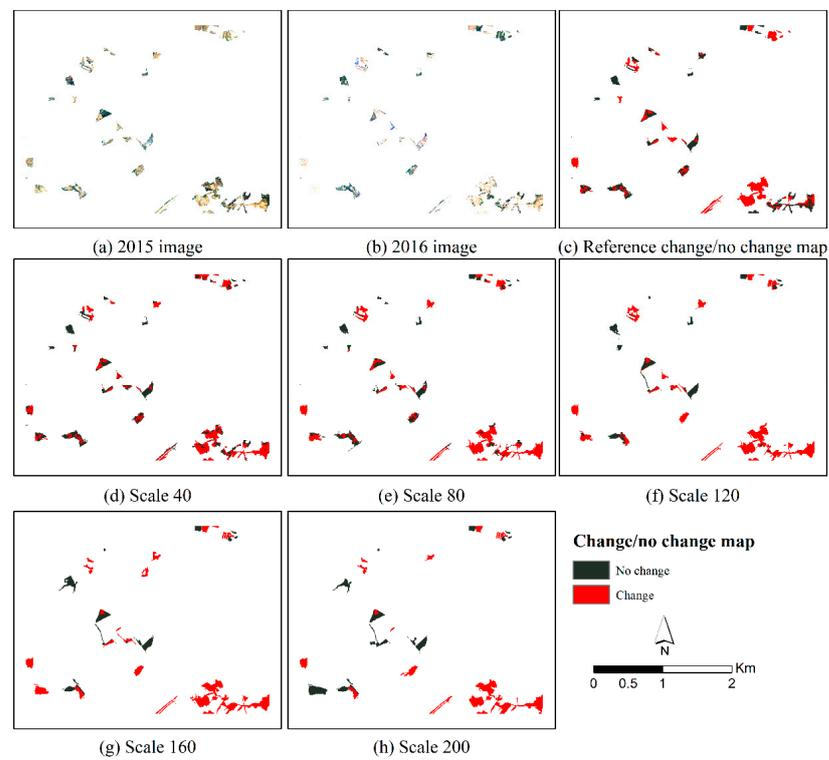 (a) 2015 image
(b) 2016 image
(c) Reference change/no change map
(d) Scale 40
(e) Scale 80
(f) Scale 120
(g) Scale 160
(h) Scale 200
Change/no change map
No change
Change
N
Km
0 0.5 1 2